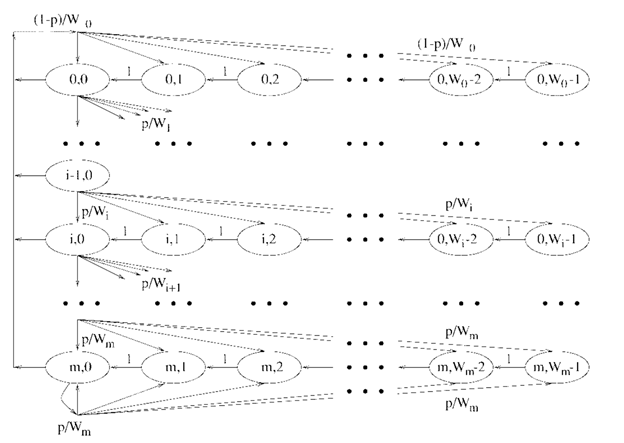 (1-p)/W₀
(1-p)/W₀
0,0 1 0,1 1 0,2 0,W₀-2 1 0,W₀-1
p/W₁
i-1,0
p/Wᵢ p/Wᵢ
i,0 1 i,1 1 i,2 0,Wᵢ-2 1 0,Wᵢ-1
p/Wᵢ₊₁
p/Wₘ p/Wₘ
m,0 1 m,1 1 m,2 m,Wₘ-2 1 m,Wₘ-1
p/Wₘ p/Wₘ